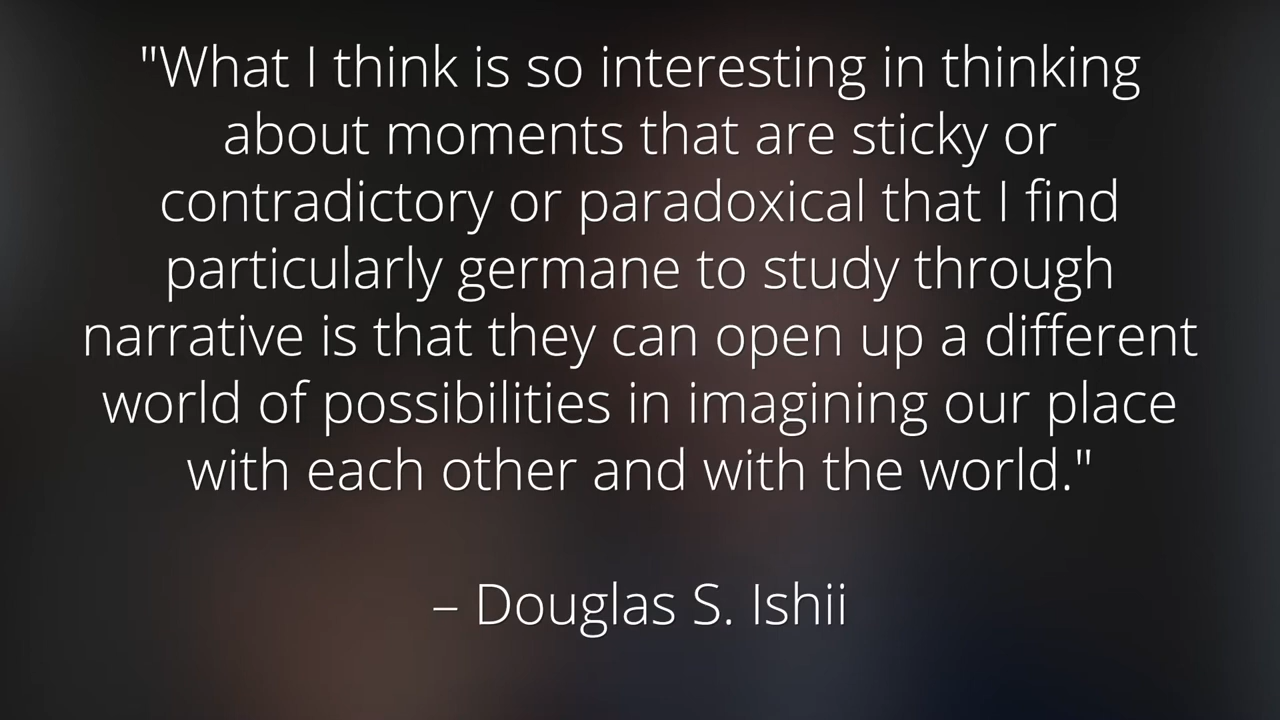 "What I think is so interesting in thinking
about moments that are sticky or
contradictory or paradoxical that I find
particularly germane to study through
narrative is that they can open up a different
world of possibilities in imagining our place
with each other and with the world."
– Douglas S. Ishii